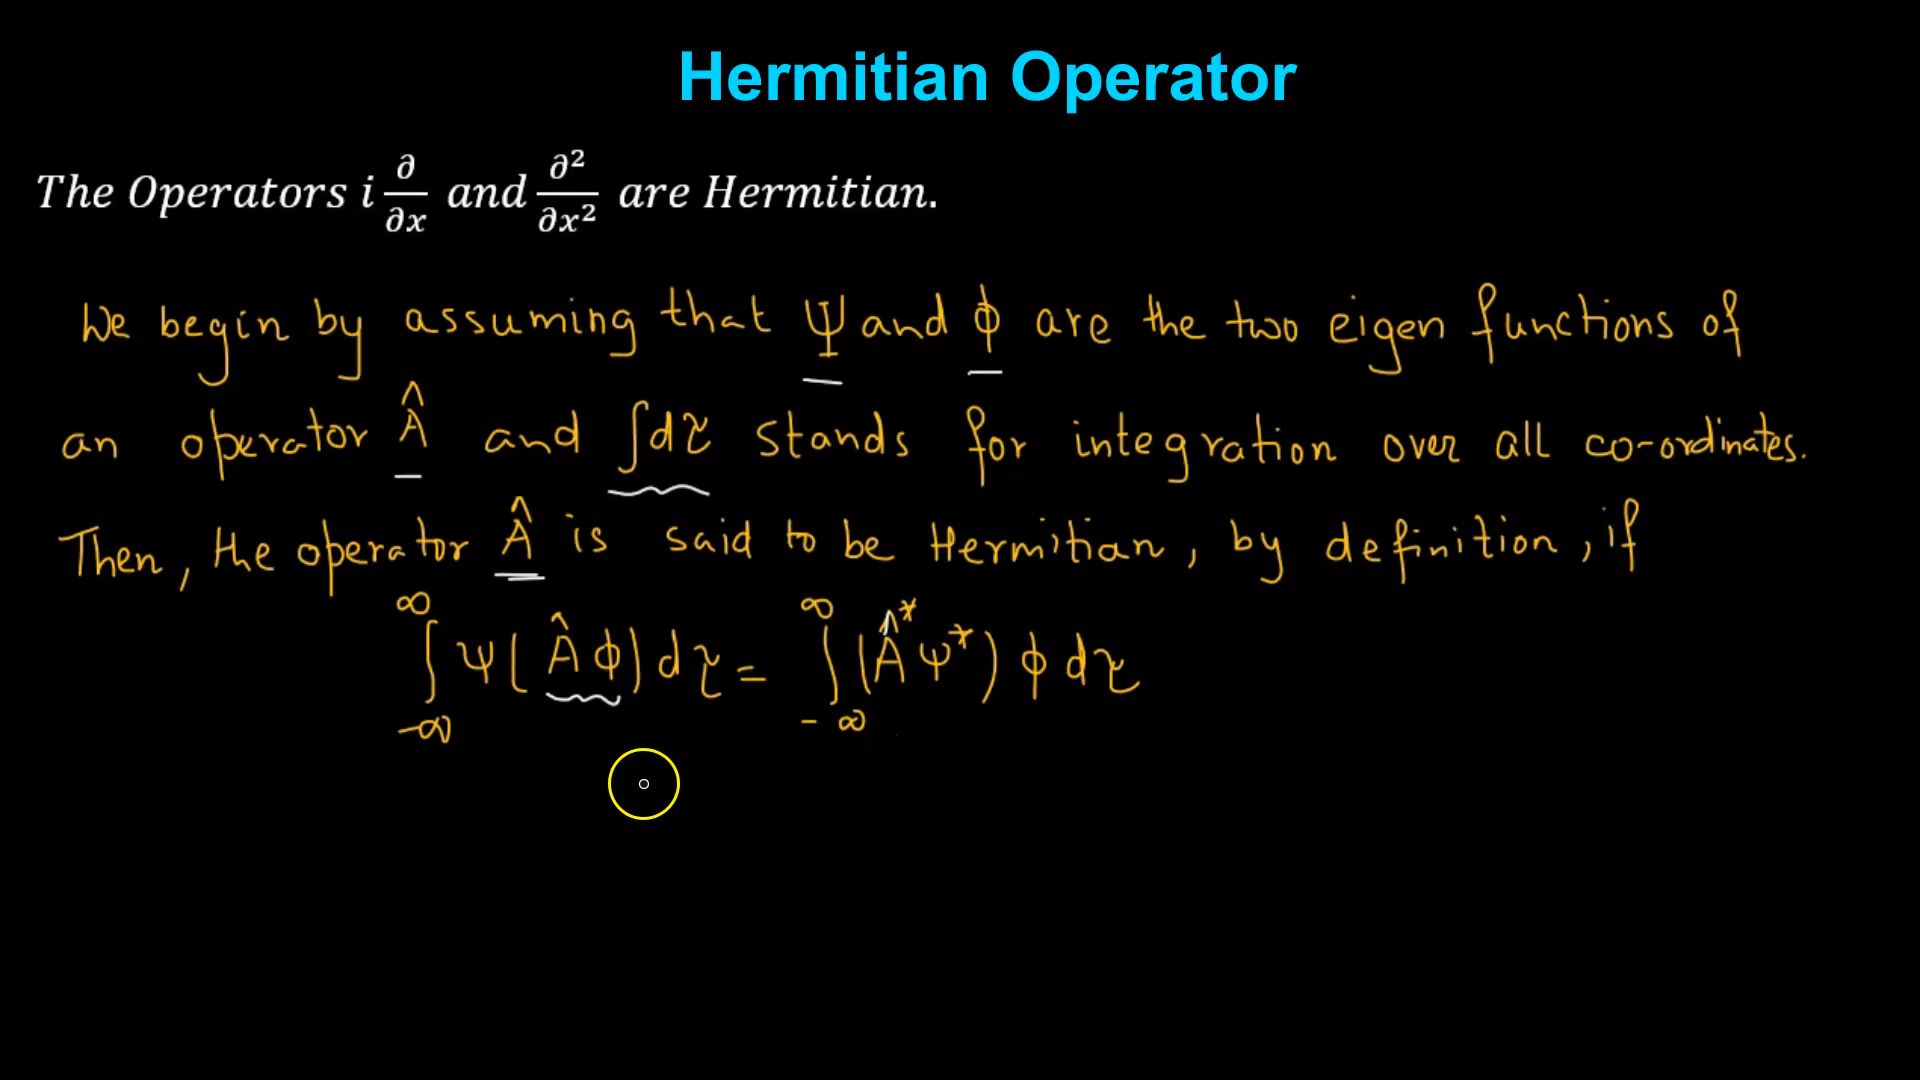 Hermitian Operator
The Operators i ∂/∂x and ∂²/∂x² are Hermitian.
We begin by assuming that Ψ and ϕ are the two eigen functions of
an operator Â and ∫dτ stands for integration over all co-ordinates.
Then, the operator Â is said to be Hermitian, by definition, if
∫_{-∞}^{∞} Ψ(Âϕ)dτ = ∫_{-∞}^{∞} (Â*Ψ*)ϕdτ